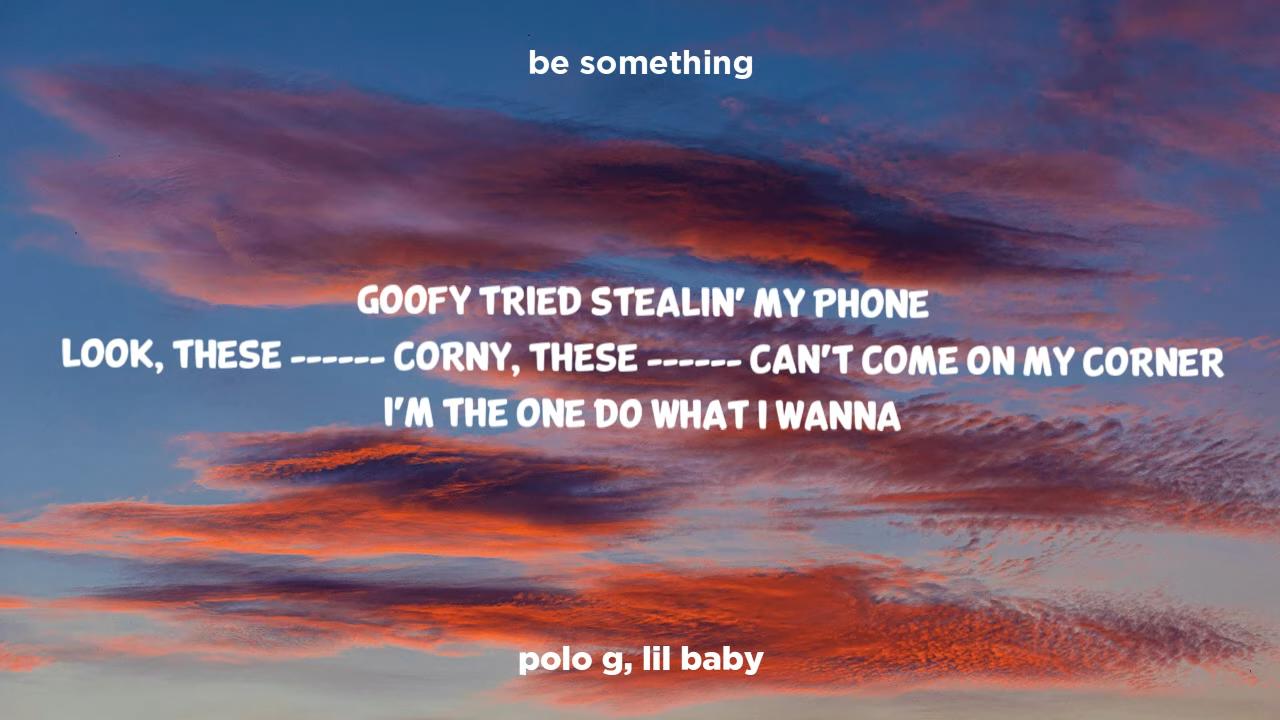 be something
GOOFY TRIED STEALIN' MY PHONE
LOOK, THESE ------ CORNY, THESE ------ CAN'T COME ON MY CORNER
I'M THE ONE DO WHAT I WANNA
polo g, lil baby